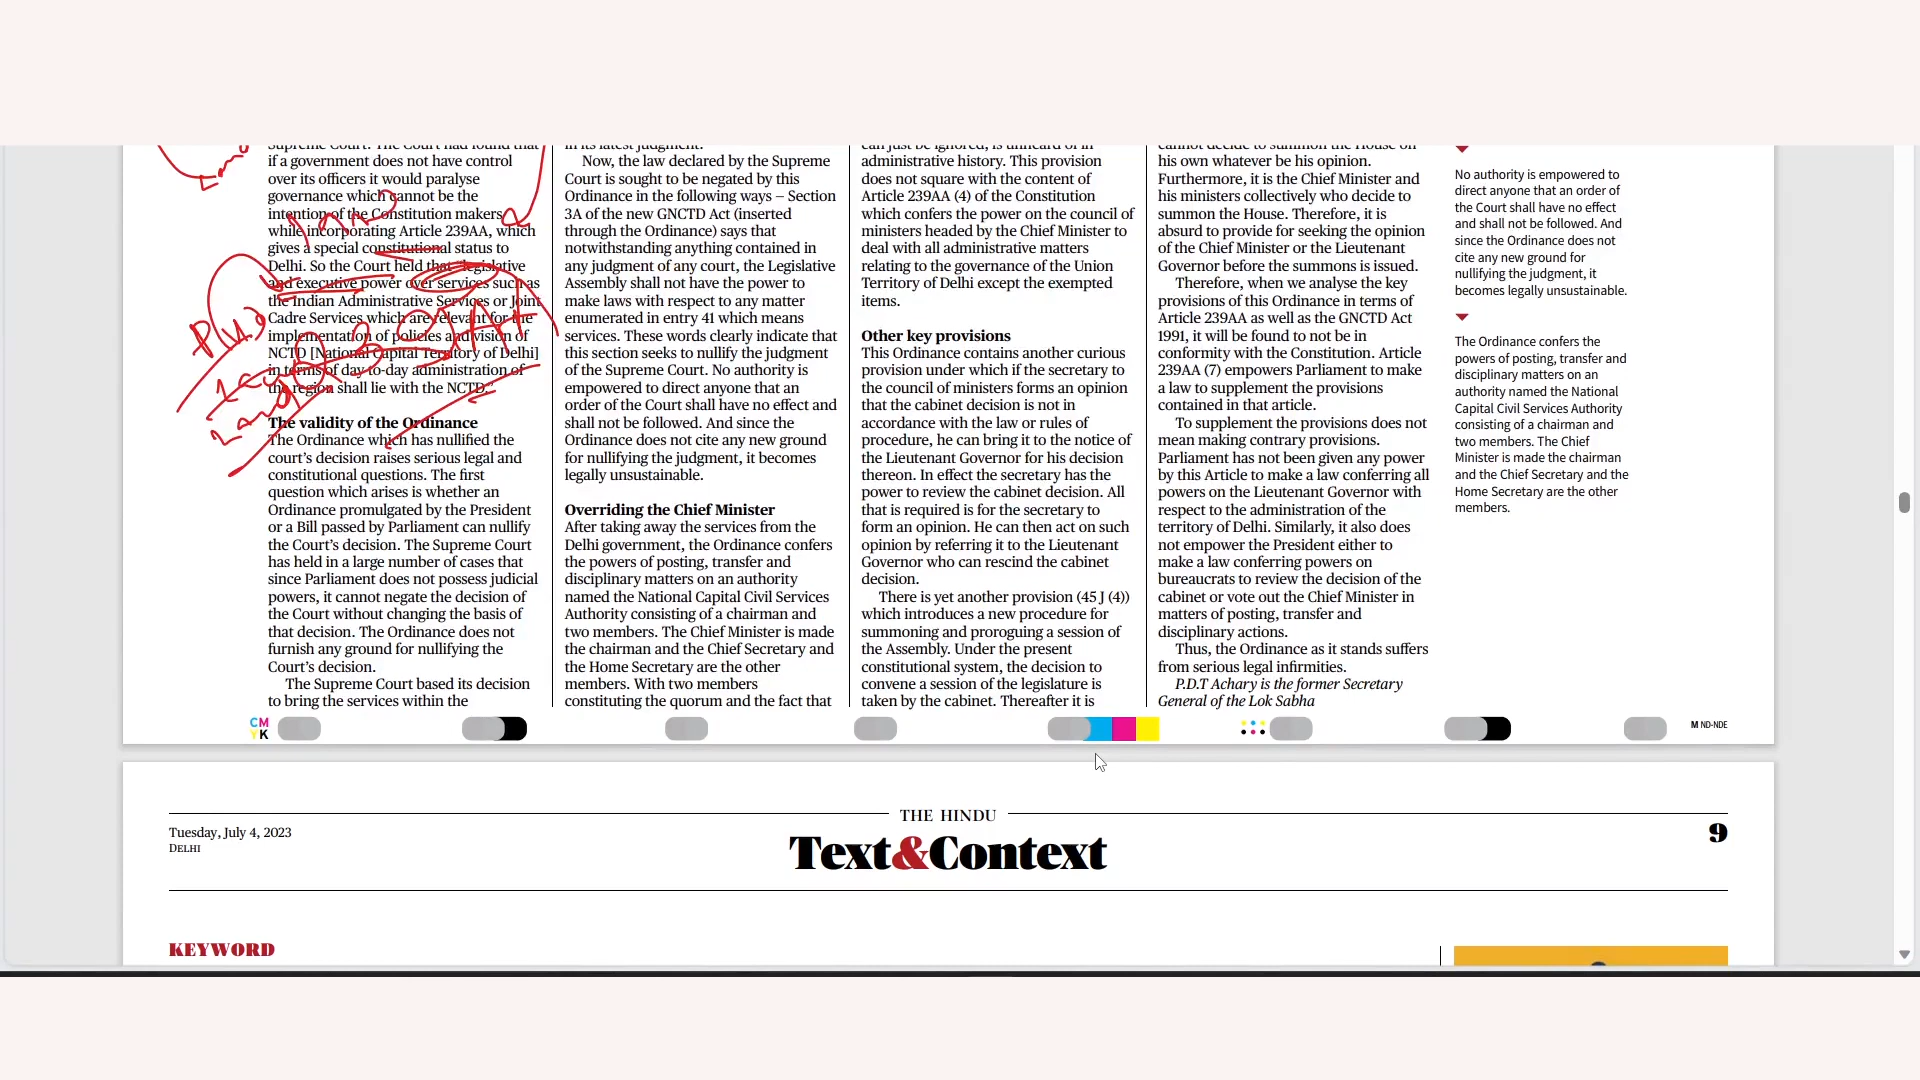 Supreme Court. The Court had found that
if a government does not have control
over its officers it would paralyse
governance which cannot be the
intention of the Constitution makers
while incorporating Article 239AA, which
gives a special constitutional status to
Delhi. So the Court held that “legislative
and executive power over services such as
the Indian Administrative Services or Joint
Cadre Services which are relevant for the
implementation of policies and vision of
NCTD [National Capital Territory of Delhi]
in terms of day-to-day administration of
the region shall lie with the NCTD.”
The validity of the Ordinance
The Ordinance which has nullified the
court’s decision raises serious legal and
constitutional questions. The first
question which arises is whether an
Ordinance promulgated by the President
or a Bill passed by Parliament can nullify
the Court’s decision. The Supreme Court
has held in a large number of cases that
since Parliament does not possess judicial
powers, it cannot negate the decision of
the Court without changing the basis of
that decision. The Ordinance does not
furnish any ground for nullifying the
Court’s decision.
The Supreme Court based its decision
to bring the services within the
in its latest judgment.
Now, the law declared by the Supreme
Court is sought to be negated by this
Ordinance in the following ways — Section
3A of the new GNCTD Act (inserted
through the Ordinance) says that
notwithstanding anything contained in
any judgment of any court, the Legislative
Assembly shall not have the power to
make laws with respect to any matter
enumerated in entry 41 which means
services. These words clearly indicate that
this section seeks to nullify the judgment
of the Supreme Court. No authority is
empowered to direct anyone that an
order of the Court shall have no effect and
shall not be followed. And since the
Ordinance does not cite any new ground
for nullifying the judgment, it becomes
legally unsustainable.
Overriding the Chief Minister
After taking away the services from the
Delhi government, the Ordinance confers
the powers of posting, transfer and
disciplinary matters on an authority
named the National Capital Civil Services
Authority consisting of a chairman and
two members. The Chief Minister is made
the chairman and the Chief Secretary and
the Home Secretary are the other
members. With two members
constituting the quorum and the fact that
can just be ignored, is unheard of in
administrative history. This provision
does not square with the content of
Article 239AA (4) of the Constitution
which confers the power on the council of
ministers headed by the Chief Minister to
deal with all administrative matters
relating to the governance of the Union
Territory of Delhi except the exempted
items.
Other key provisions
This Ordinance contains another curious
provision under which if the secretary to
the council of ministers forms an opinion
that the cabinet decision is not in
accordance with the law or rules of
procedure, he can bring it to the notice of
the Lieutenant Governor for his decision
thereon. In effect the secretary has the
power to review the cabinet decision. All
that is required is for the secretary to
form an opinion. He can then act on such
opinion by referring it to the Lieutenant
Governor who can rescind the cabinet
decision.
There is yet another provision (45 J (4))
which introduces a new procedure for
summoning and proroguing a session of
the Assembly. Under the present
constitutional system, the decision to
convene a session of the legislature is
taken by the cabinet. Thereafter it is
cannot decide to summon the House on
his own whatever be his opinion.
Furthermore, it is the Chief Minister and
his ministers collectively who decide to
summon the House. Therefore, it is
absurd to provide for seeking the opinion
of the Chief Minister or the Lieutenant
Governor before the summons is issued.
Therefore, when we analyse the key
provisions of this Ordinance in terms of
Article 239AA as well as the GNCTD Act
1991, it will be found to not be in
conformity with the Constitution. Article
239AA (7) empowers Parliament to make
a law to supplement the provisions
contained in that article.
To supplement the provisions does not
mean making contrary provisions.
Parliament has not been given any power
by this Article to make a law conferring all
powers on the Lieutenant Governor with
respect to the administration of the
territory of Delhi. Similarly, it also does
not empower the President either to
make a law conferring powers on
bureaucrats to review the decision of the
cabinet or vote out the Chief Minister in
matters of posting, transfer and
disciplinary actions.
Thus, the Ordinance as it stands suffers
from serious legal infirmities.
P.D.T Achary is the former Secretary
General of the Lok Sabha
No authority is empowered to
direct anyone that an order of
the Court shall have no effect
and shall not be followed. And
since the Ordinance does not
cite any new ground for
nullifying the judgment, it
becomes legally unsustainable.
The Ordinance confers the
powers of posting, transfer and
disciplinary matters on an
authority named the National
Capital Civil Services Authority
consisting of a chairman and
two members. The Chief
Minister is made the chairman
and the Chief Secretary and the
Home Secretary are the other
members.
CM
YK
M ND-NDE
THE HINDU
Tuesday, July 4, 2023
DELHI
Text&Context
9
KEYWORD